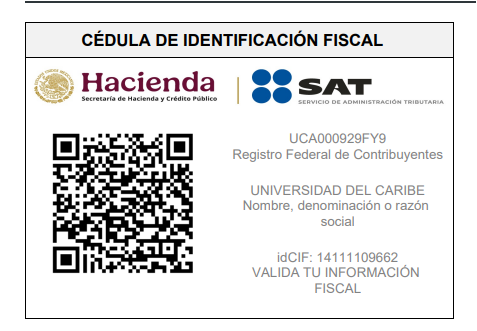 CÉDULA DE IDENTIFICACIÓN FISCAL
Hacienda
Secretaría de Hacienda y Crédito Público
SAT
SERVICIO DE ADMINISTRACIÓN TRIBUTARIA
UCA000929FY9
Registro Federal de Contribuyentes
UNIVERSIDAD DEL CARIBE
Nombre, denominación o razón
social
idCIF: 14111109662
VALIDA TU INFORMACIÓN
FISCAL